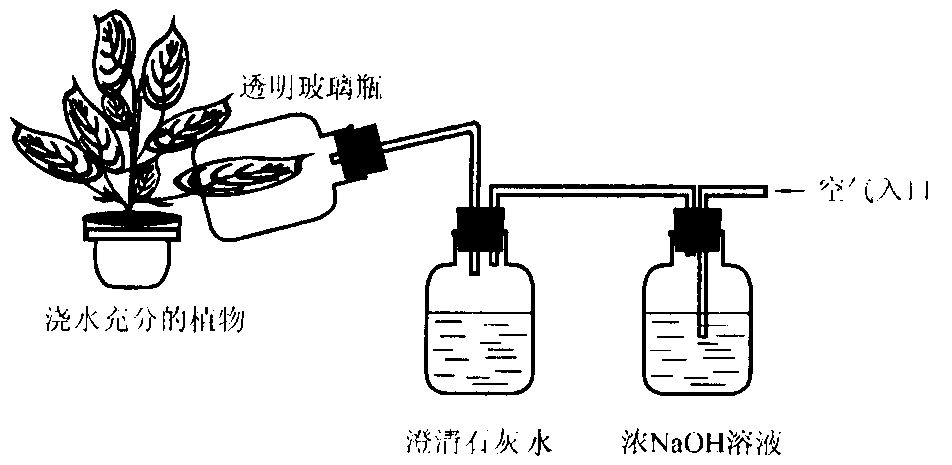 透明玻璃瓶
空气入口
浇水充分的植物
澄清石灰水
浓NaOH溶液